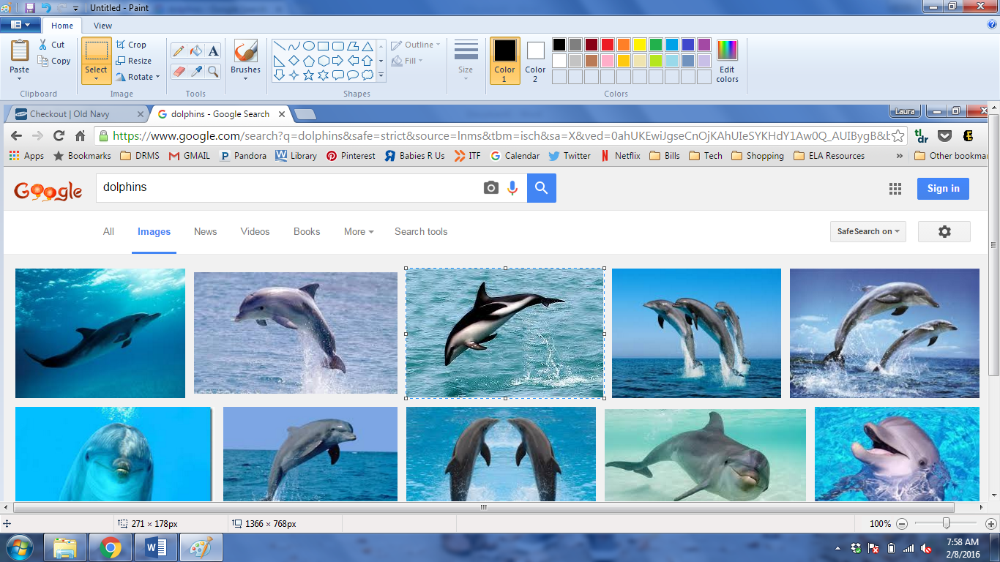 Untitled - Paint
Home View
Paste
Cut
Copy
Clipboard
Select
Crop
Resize
Rotate
Image
A
Tools
Brushes
Outline
Fill
Shapes
Size
Color 1
Color 2
Edit colors
Colors
Checkout | Old Navy
dolphins - Google Search
Laura
https://www.google.com/search?q=dolphins&safe=strict&source=lnms&tbm=isch&sa=X&ved=0ahUKEwiJgseCnOjKAhUIeSYKHdY1Aw0Q_AUIBygB&b
tl;dr
Apps Bookmarks DRMS GMAIL Pandora Library Pinterest Babies R Us ITF Calendar Twitter Netflix Bills Tech Shopping ELA Resources » Other bookmar
Google
dolphins
Sign in
All Images News Videos Books More Search tools
SafeSearch on
271 × 178px
1366 × 768px
100%
7:58 AM
2/8/2016